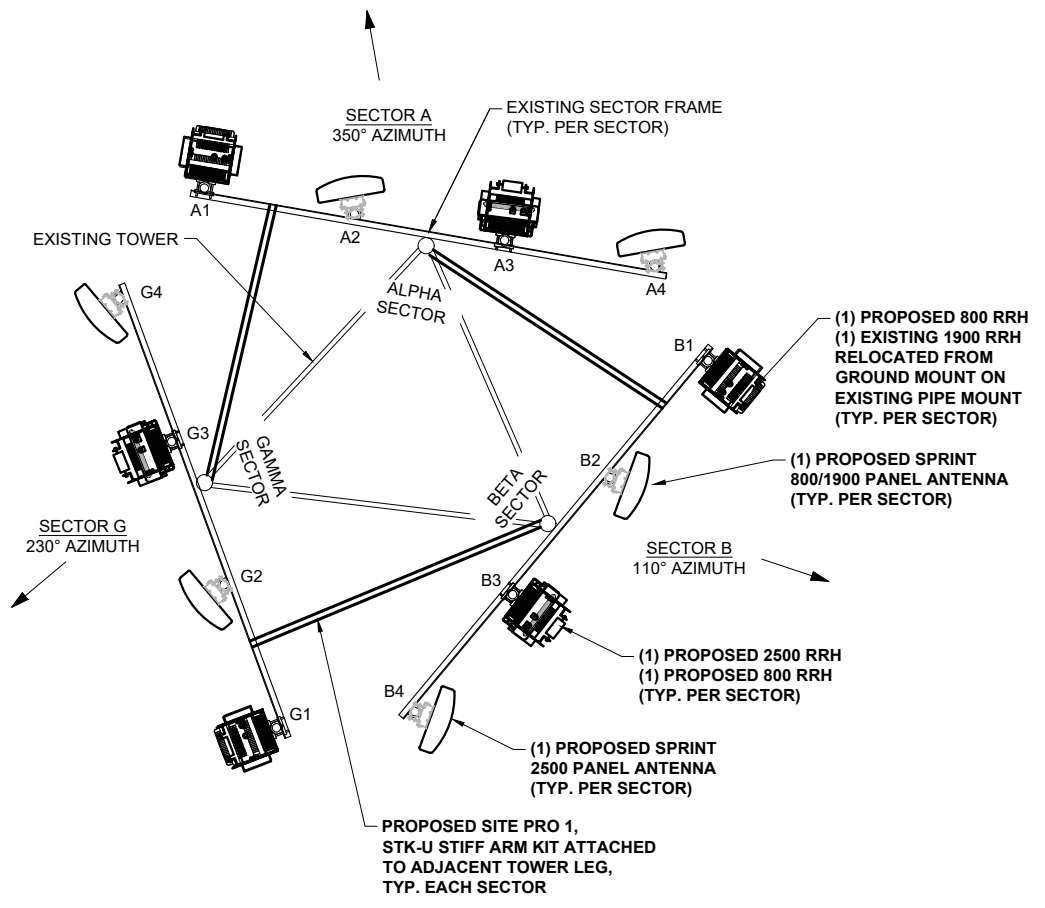 SECTOR A
350° AZIMUTH
EXISTING SECTOR FRAME
(TYP. PER SECTOR)
A1
A2
A3
A4
EXISTING TOWER
ALPHA
SECTOR
G4
B1
(1) PROPOSED 800 RRH
(1) EXISTING 1900 RRH
RELOCATED FROM
GROUND MOUNT ON
EXISTING PIPE MOUNT
(TYP. PER SECTOR)
G3
GAMMA
SECTOR
B2
(1) PROPOSED SPRINT
800/1900 PANEL ANTENNA
(TYP. PER SECTOR)
BETA
SECTOR
SECTOR G
230° AZIMUTH
SECTOR B
110° AZIMUTH
G2
B3
(1) PROPOSED 2500 RRH
(1) PROPOSED 800 RRH
(TYP. PER SECTOR)
B4
G1
(1) PROPOSED SPRINT
2500 PANEL ANTENNA
(TYP. PER SECTOR)
PROPOSED SITE PRO 1,
STK-U STIFF ARM KIT ATTACHED
TO ADJACENT TOWER LEG,
TYP. EACH SECTOR